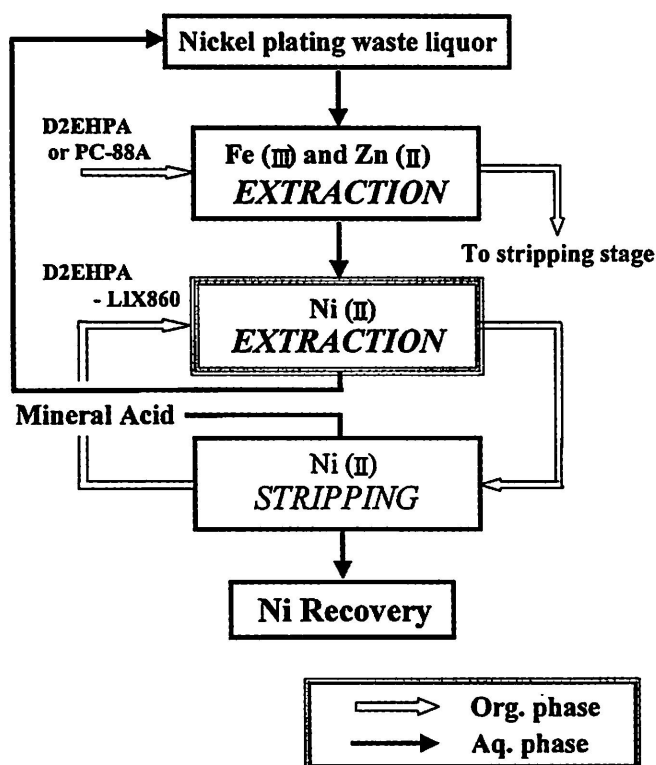 Nickel plating waste liquor
D2EHPA
or PC-88A
Fe (Ⅲ) and Zn (Ⅱ)
EXTRACTION
To stripping stage
D2EHPA
- LIX860
Ni (Ⅱ)
EXTRACTION
Mineral Acid
Ni (Ⅱ)
STRIPPING
Ni Recovery
Org. phase
Aq. phase